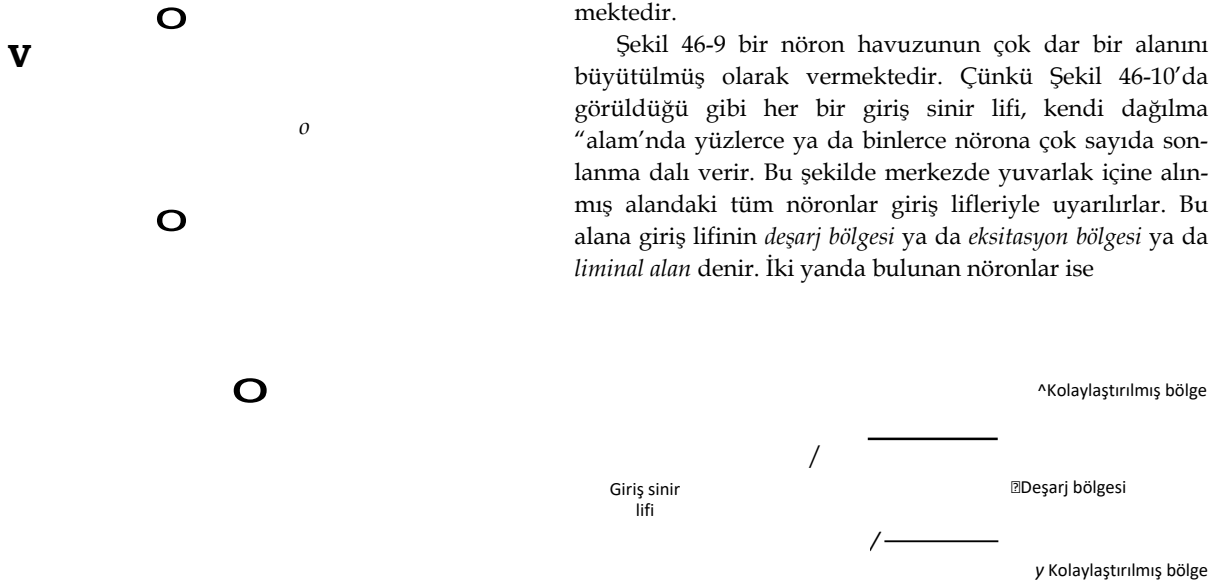 O
V
o
O
O
mektedir.
Şekil 46-9 bir nöron havuzunun çok dar bir alanını
büyütülmüş olarak vermektedir. Çünkü Şekil 46-10’da
görüldüğü gibi her bir giriş sinir lifi, kendi dağılma
“alam’nda yüzlerce ya da binlerce nörona çok sayıda son-
lanma dalı verir. Bu şekilde merkezde yuvarlak içine alın-
mış alandaki tüm nöronlar giriş lifleriyle uyarılırlar. Bu
alana giriş lifinin deşarj bölgesi ya da eksitasyon bölgesi ya da
liminal alan denir. İki yanda bulunan nöronlar ise
^Kolaylaştırılmış bölge
/
Giriş sinir
lifi
Deşarj bölgesi
/
y Kolaylaştırılmış bölge